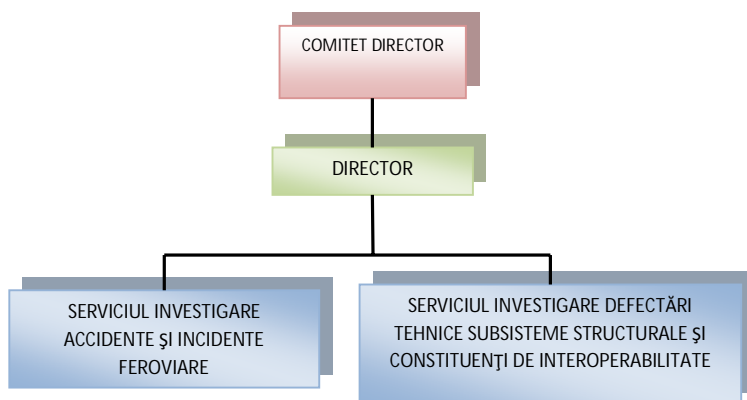 COMITET DIRECTOR
DIRECTOR
SERVICIUL INVESTIGARE
ACCIDENTE şI INCIDENTE
FEROVIARE
SERVICIUL INVESTIGARE DEFECTĂRI
TEHNICE SUBSISTEME STRUCTURALE şI
CONSTITUENţI DE INTEROPERABILITATE